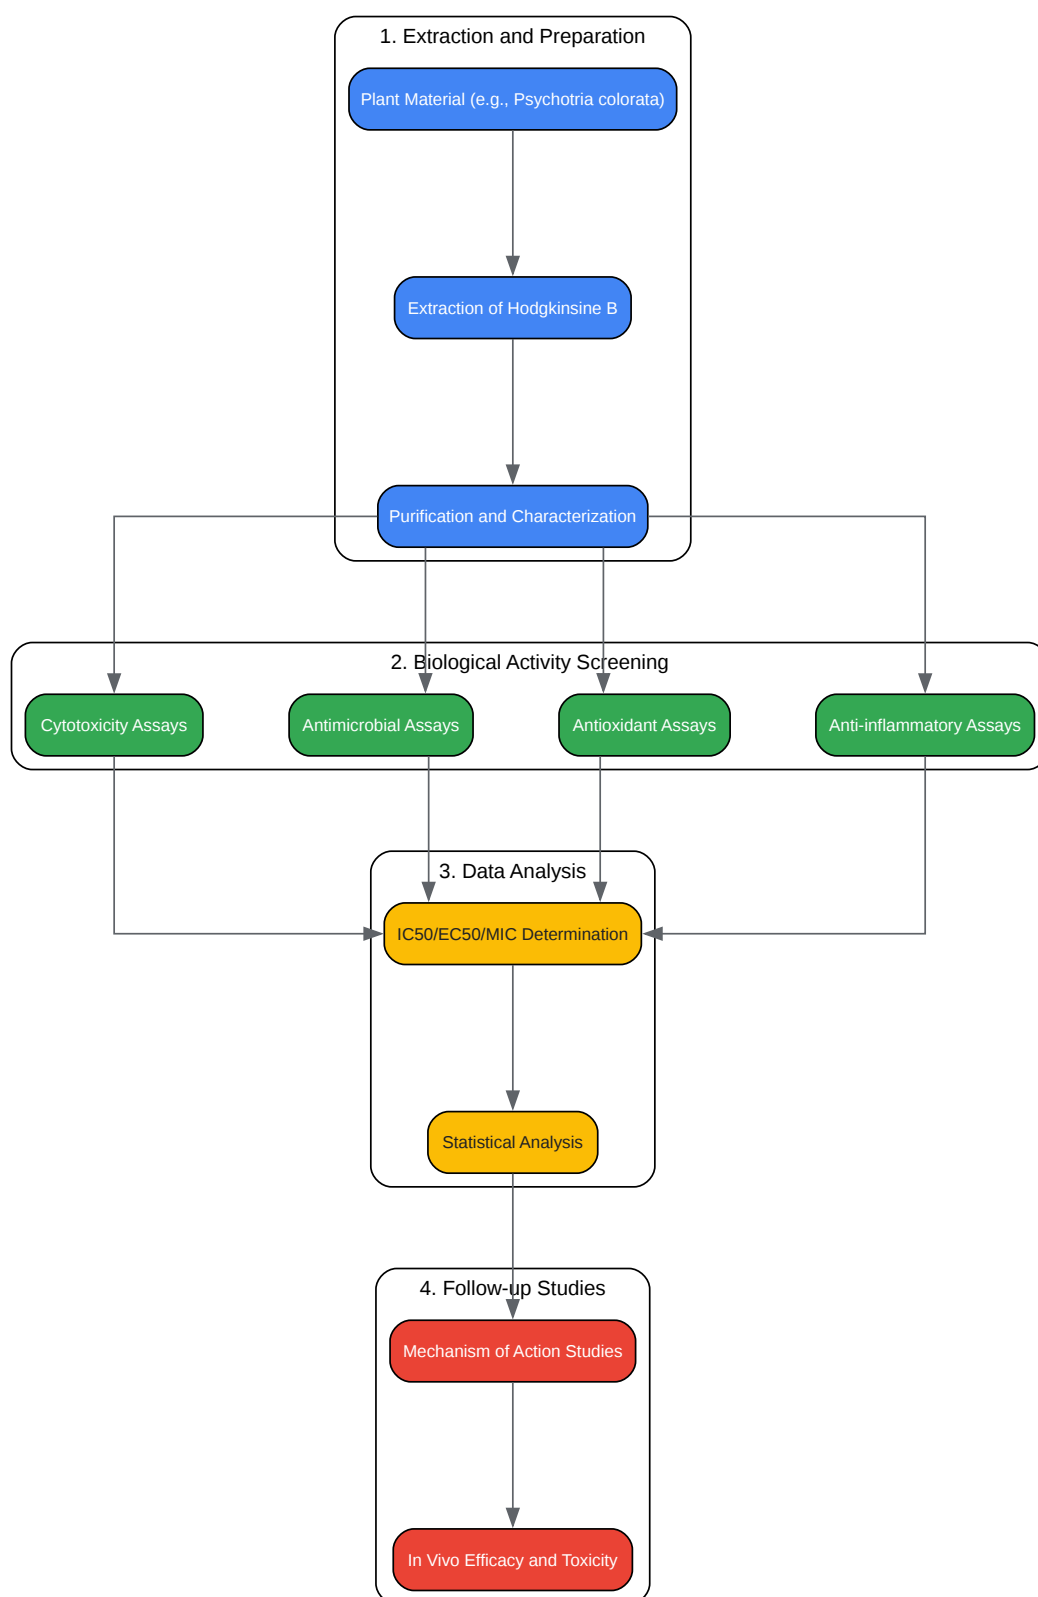 1. Extraction and Preparation
Plant Material (e.g., Psychotria colorata)
Extraction of Hodgkinsine B
Purification and Characterization
2. Biological Activity Screening
Cytotoxicity Assays
Antimicrobial Assays
Antioxidant Assays
Anti-inflammatory Assays
3. Data Analysis
IC50/EC50/MIC Determination
Statistical Analysis
4. Follow-up Studies
Mechanism of Action Studies
In Vivo Efficacy and Toxicity